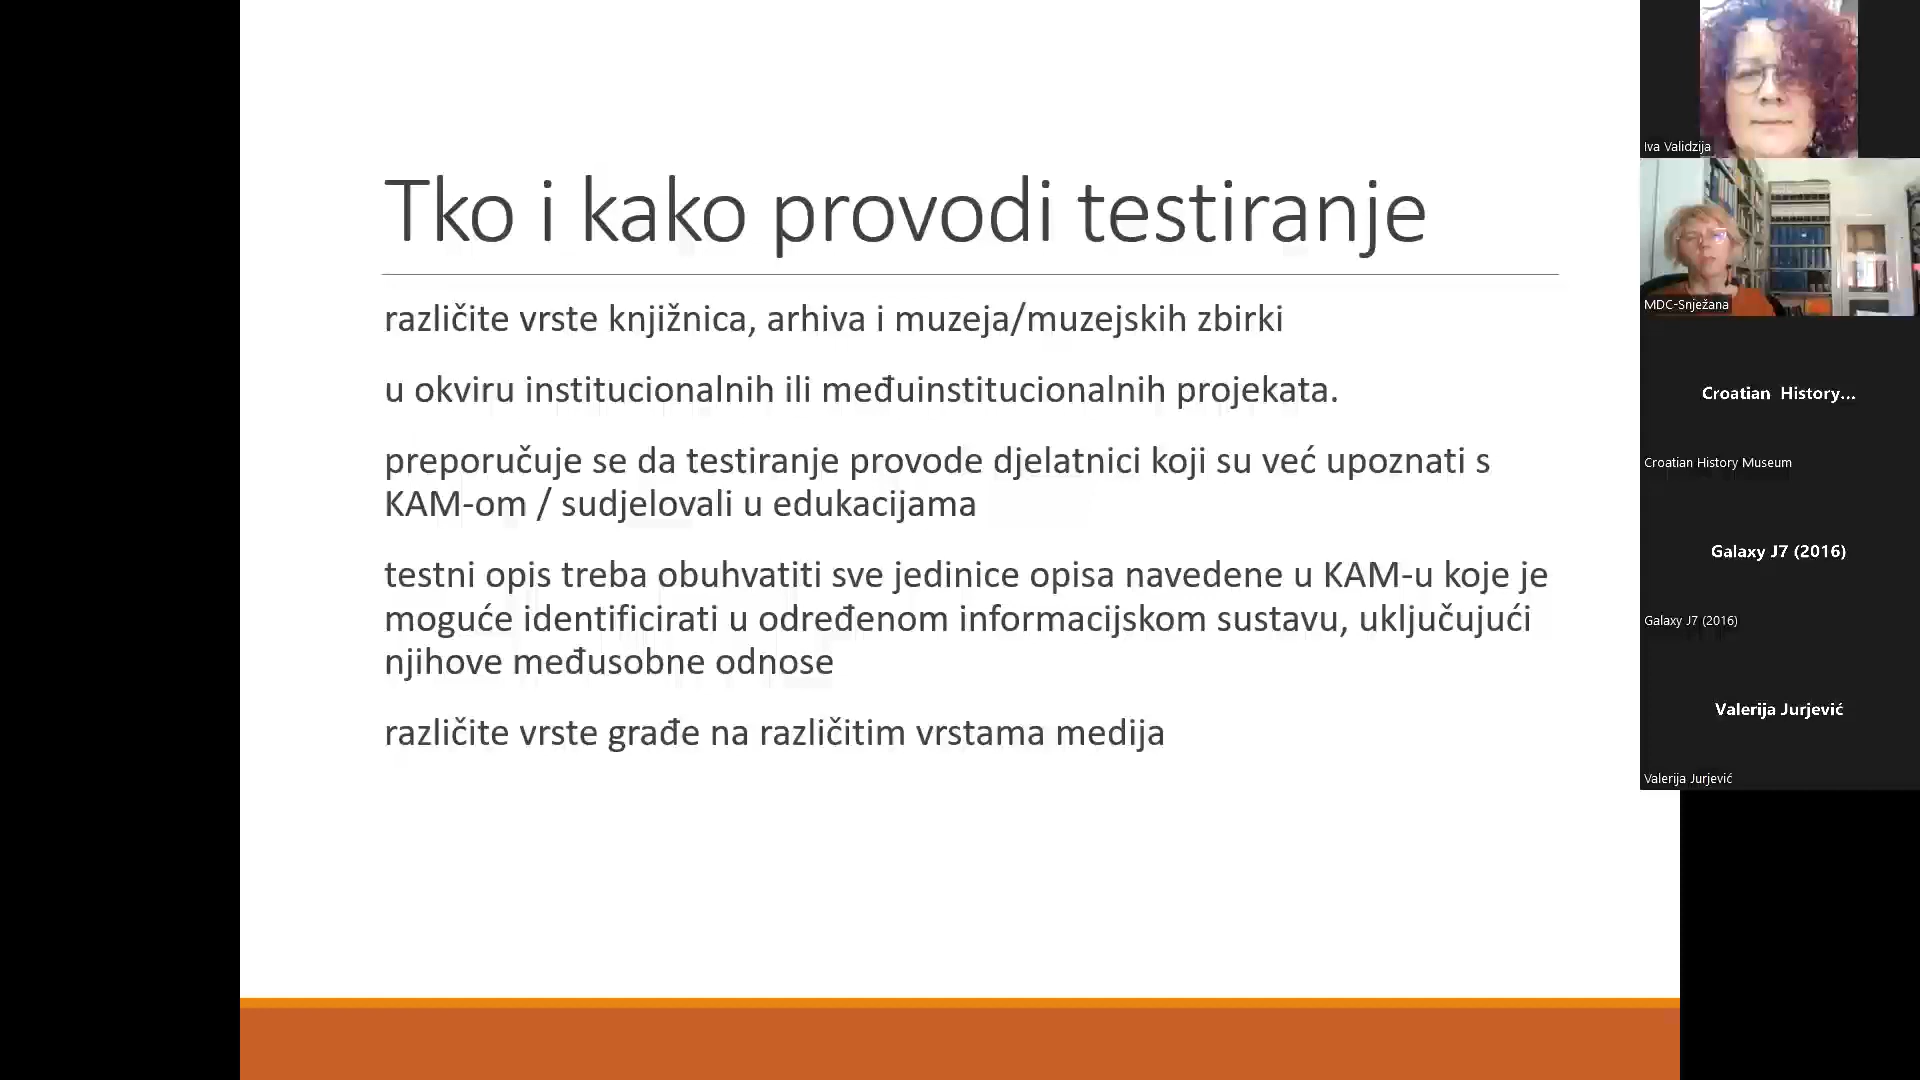 Tko i kako provodi testiranje
različite vrste knjižnica, arhiva i muzeja/muzejskih zbirki
u okviru institucionalnih ili međuinstitucionalnih projekata.
preporučuje se da testiranje provode djelatnici koji su već upoznati s
KAM-om / sudjelovali u edukacijama
testni opis treba obuhvatiti sve jedinice opisa navedene u KAM-u koje je
moguće identificirati u određenom informacijskom sustavu, uključujući
njihove međusobne odnose
različite vrste građe na različitim vrstama medija
Iva Validzija
MDC-Snježana
Croatian History...
Croatian History Museum
Galaxy J7 (2016)
Galaxy J7 (2016)
Valerija Jurjević
Valerija Jurjević